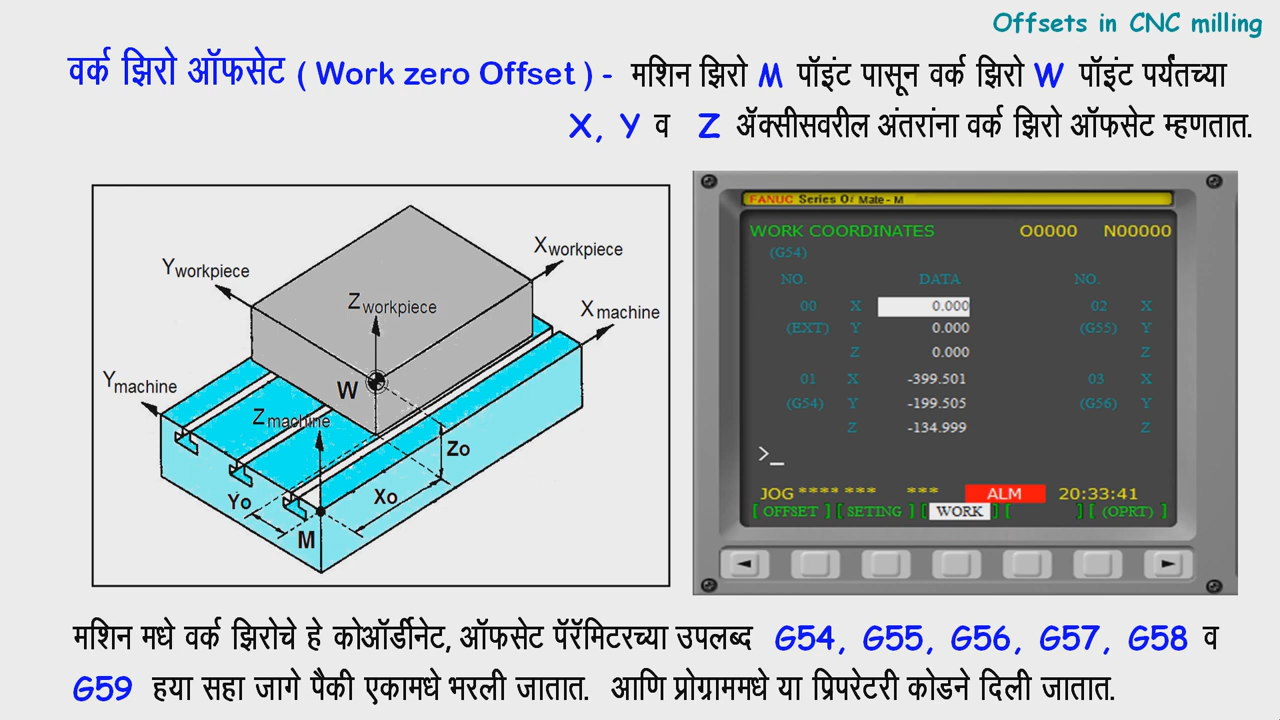 Offsets in CNC milling
वर्क झिरो ऑफसेट ( Work zero Offset ) - मशिन झिरो M पॉइंट पासून वर्क झिरो W पॉइंट पर्यंतच्या
X, Y व Z ॲक्सीसवरील अंतरांना वर्क झिरो ऑफसेट म्हणतात.
Xworkpiece
Yworkpiece
Zworkpiece
Xmachine
Ymachine
W
Zmachine
Zo
Xo
Yo
M
FANUC Series Oi Mate - M
WORK COORDINATES O0000 N00000
(G54)
NO. DATA NO.
00 X 0.000 02 X
(EXT) Y 0.000 (G55) Y
Z 0.000 Z
01 X -399.501 03 X
(G54) Y -199.505 (G56) Y
Z -134.999 Z
>_
JOG **** *** *** ALM 20:33:41
[ OFFSET ] [ SETING ] [ WORK ] [ ] [ (OPRT) ]
मशिन मधे वर्क झिरोचे हे कोऑर्डीनेट, ऑफसेट पॅरॅमिटरच्या उपलब्द G54, G55, G56, G57, G58 व
G59 हया सहा जागे पैकी एकामधे भरली जातात. आणि प्रोग्राममधे या प्रिपरेटरी कोडने दिली जातात.